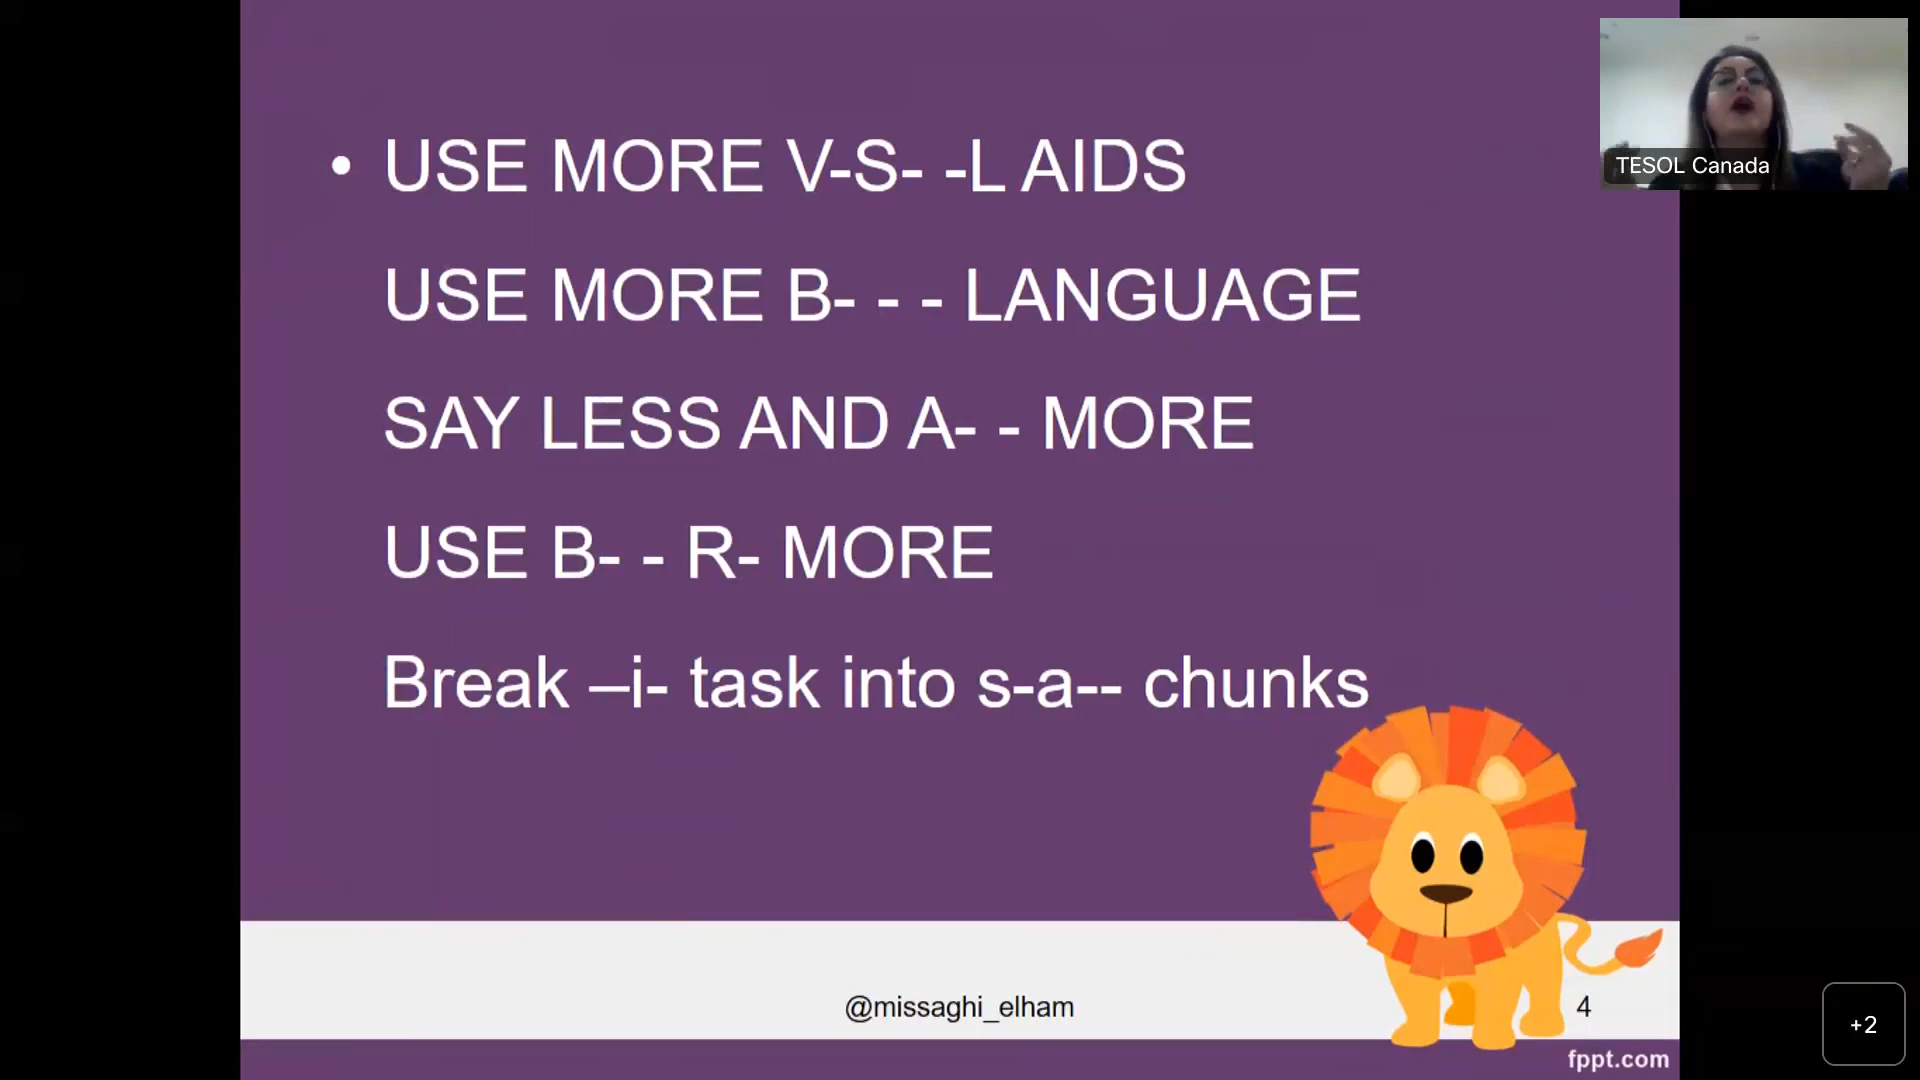 • USE MORE V-S- -L AIDS
USE MORE B- - - LANGUAGE
SAY LESS AND A- - MORE
USE B- - R- MORE
Break –i- task into s-a-- chunks
@missaghi_elham
4
fppt.com
TESOL Canada
+2